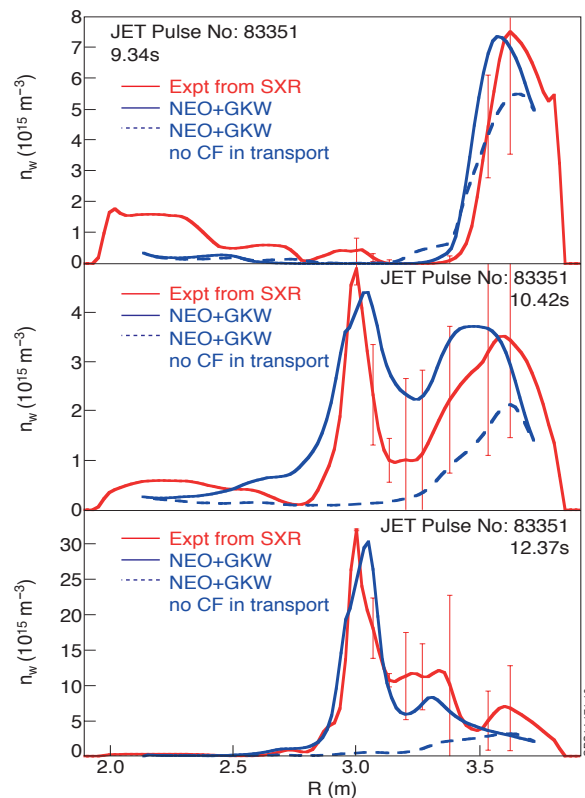 JET Pulse No: 83351
9.34s
Expt from SXR
NEO+GKW
NEO+GKW
no CF in transport
n_w (10^15 m^-3)
8
7
6
5
4
3
2
1
0
JET Pulse No: 83351
10.42s
Expt from SXR
NEO+GKW
NEO+GKW
no CF in transport
n_w (10^15 m^-3)
4
3
2
1
0
JET Pulse No: 83351
12.37s
Expt from SXR
NEO+GKW
NEO+GKW
no CF in transport
n_w (10^15 m^-3)
30
25
20
15
10
5
0
2.0 2.5 3.0 3.5
R (m)